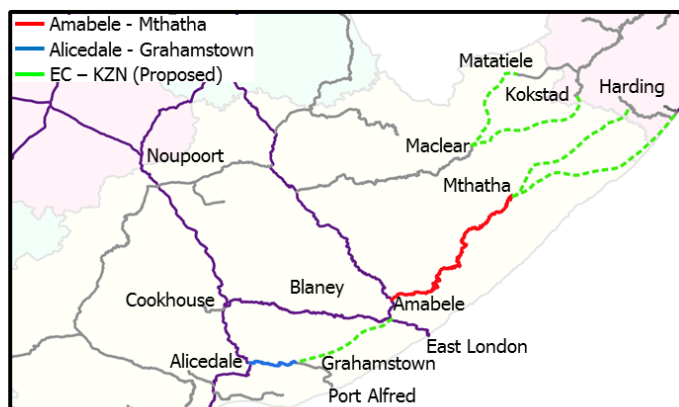 Amabele - Mthatha
Alicedale - Grahamstown
EC – KZN (Proposed)
Matatiele
Kokstad
Harding
Maclear
Noupoort
Mthatha
Blaney
Cookhouse
Amabele
East London
Alicedale
Grahamstown
Port Alfred